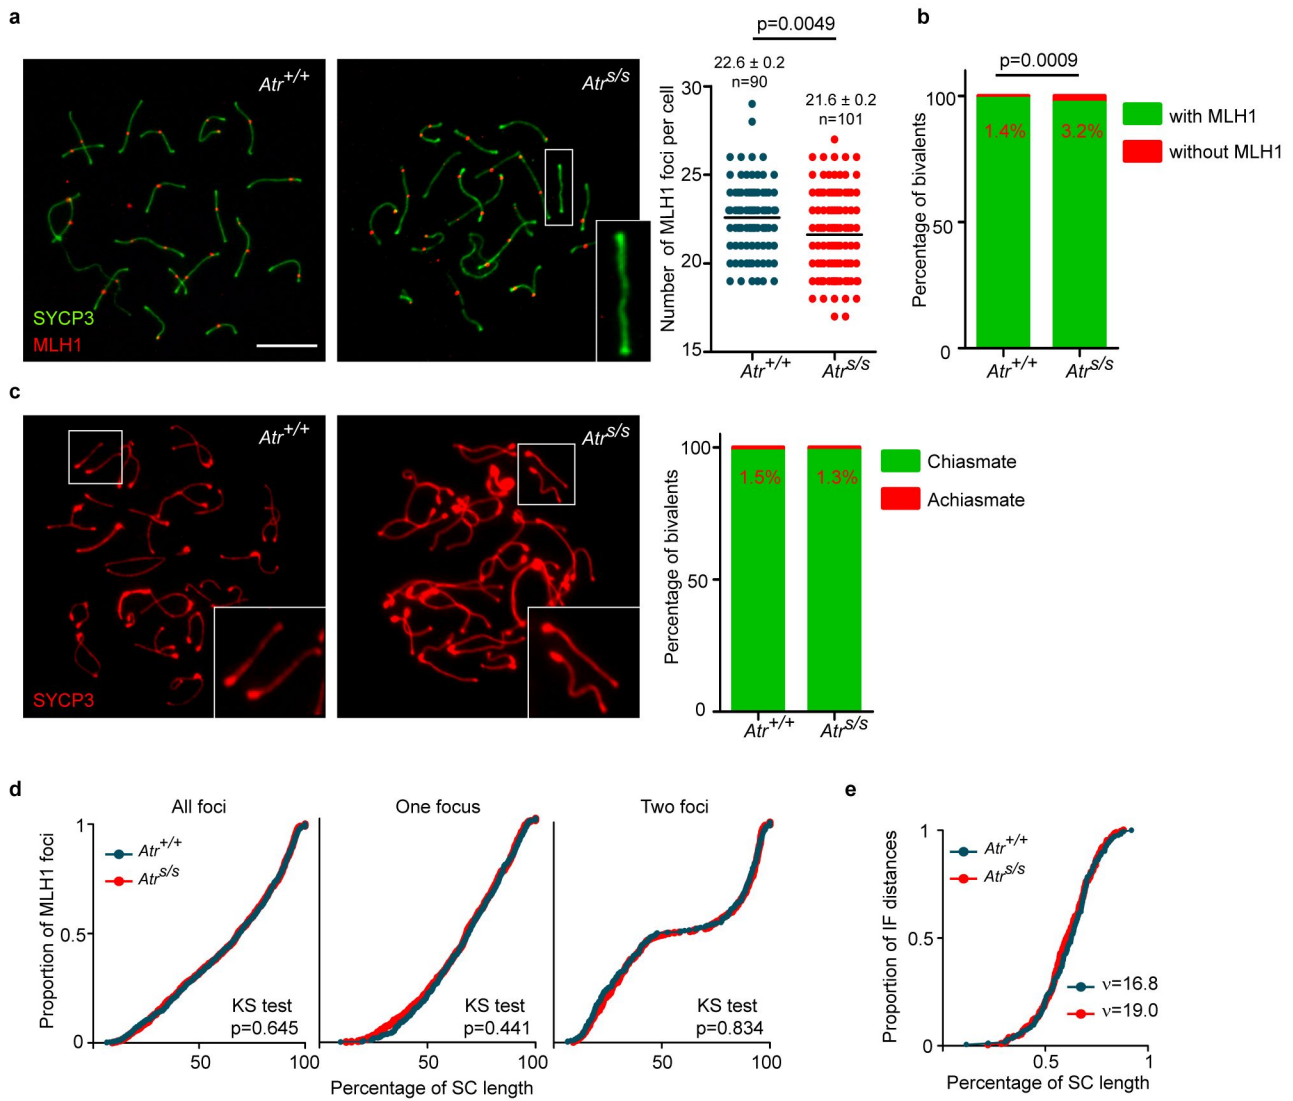 a
Atr+/+
Atrs/s
SYCP3
MLH1
p=0.0049
22.6 ± 0.2
n=90
21.6 ± 0.2
n=101
Number of MLH1 foci per cell
30
25
20
15
Atr+/+
Atrs/s
b
p=0.0009
Percentage of bivalents
100
50
0
1.4%
3.2%
with MLH1
without MLH1
Atr+/+
Atrs/s
c
Atr+/+
Atrs/s
SYCP3
Percentage of bivalents
100
50
0
1.5%
1.3%
Chiasmate
Achiasmate
Atr+/+
Atrs/s
d
All foci
One focus
Two foci
Proportion of MLH1 foci
1
0.5
0
Atr+/+
Atrs/s
KS test
p=0.645
KS test
p=0.441
KS test
p=0.834
50
100
50
100
50
100
Percentage of SC length
e
Proportion of IF distances
1
0.5
0
Atr+/+
Atrs/s
ν=16.8
ν=19.0
0.5
1
Percentage of SC length